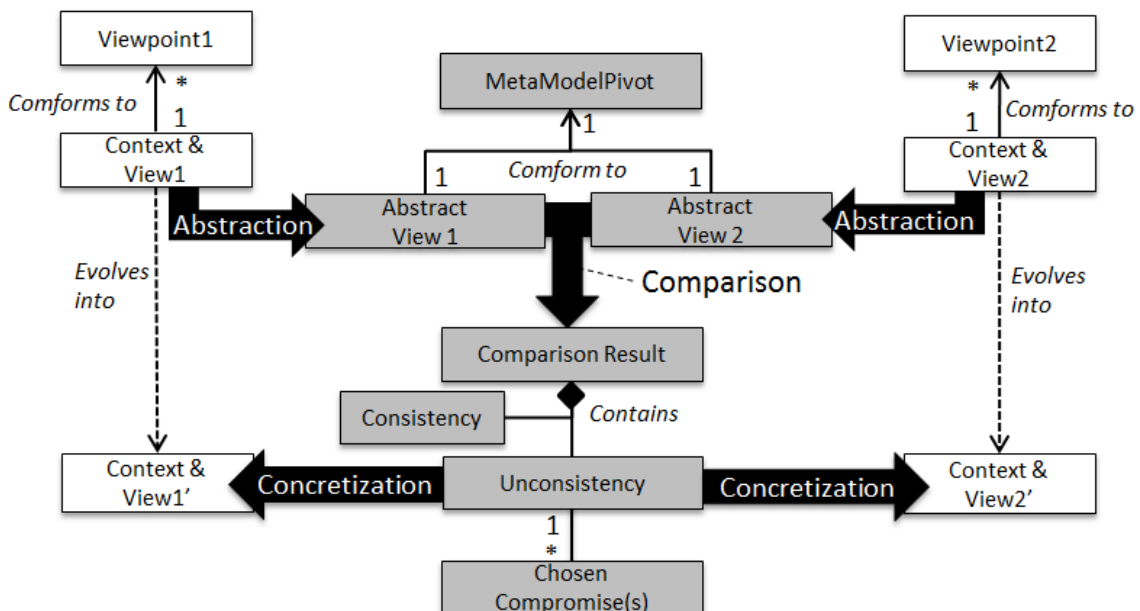 Viewpoint1
Viewpoint2
MetaModelPivot
*
*
Comforms to
Comforms to
1
1
1
Context &
View1
Context &
View2
Comform to
1
1
Abstract
View 1
Abstract
View 2
Abstraction
Abstraction
Evolves
into
Evolves
into
Comparison
Comparison Result
Consistency
Contains
Context &
View1’
Concretization
Unconsistency
Concretization
Context &
View2’
1
*
Chosen
Compromise(s)